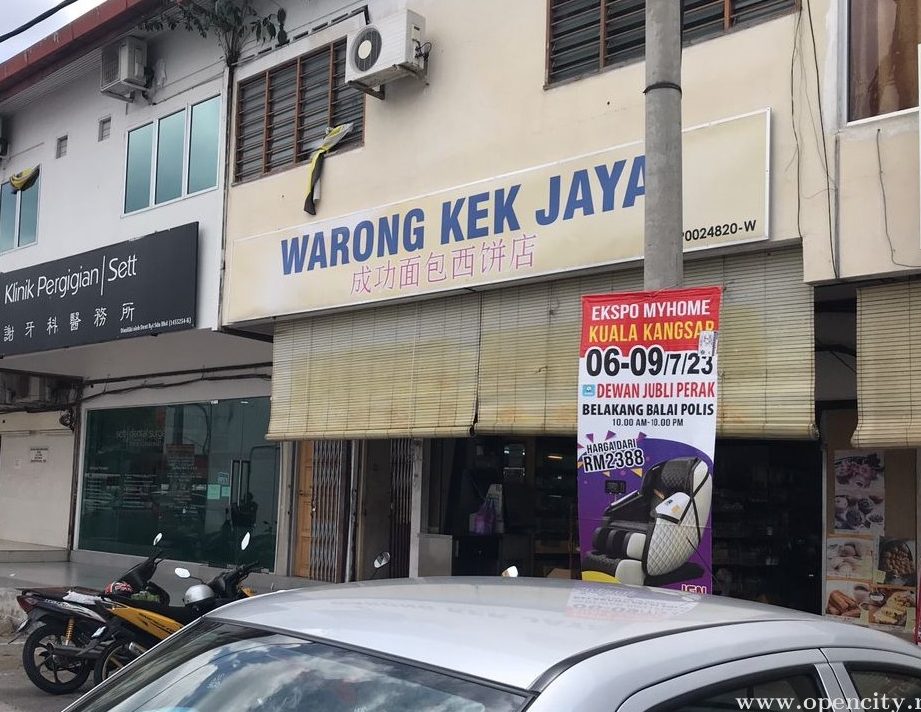 WARONG KEK JAYA
成功面包西饼店
P0024820-W
Klinik Pergigian | Sett
謝牙科醫務所
EKSPO MYHOME
KUALA KANGSAR
06-09/7/23
DEWAN JUBLI PERAK
BELAKANG BALAI POLIS
10.00 AM-10.00 PM
HARGA DARI
RM2388
www.opencity.